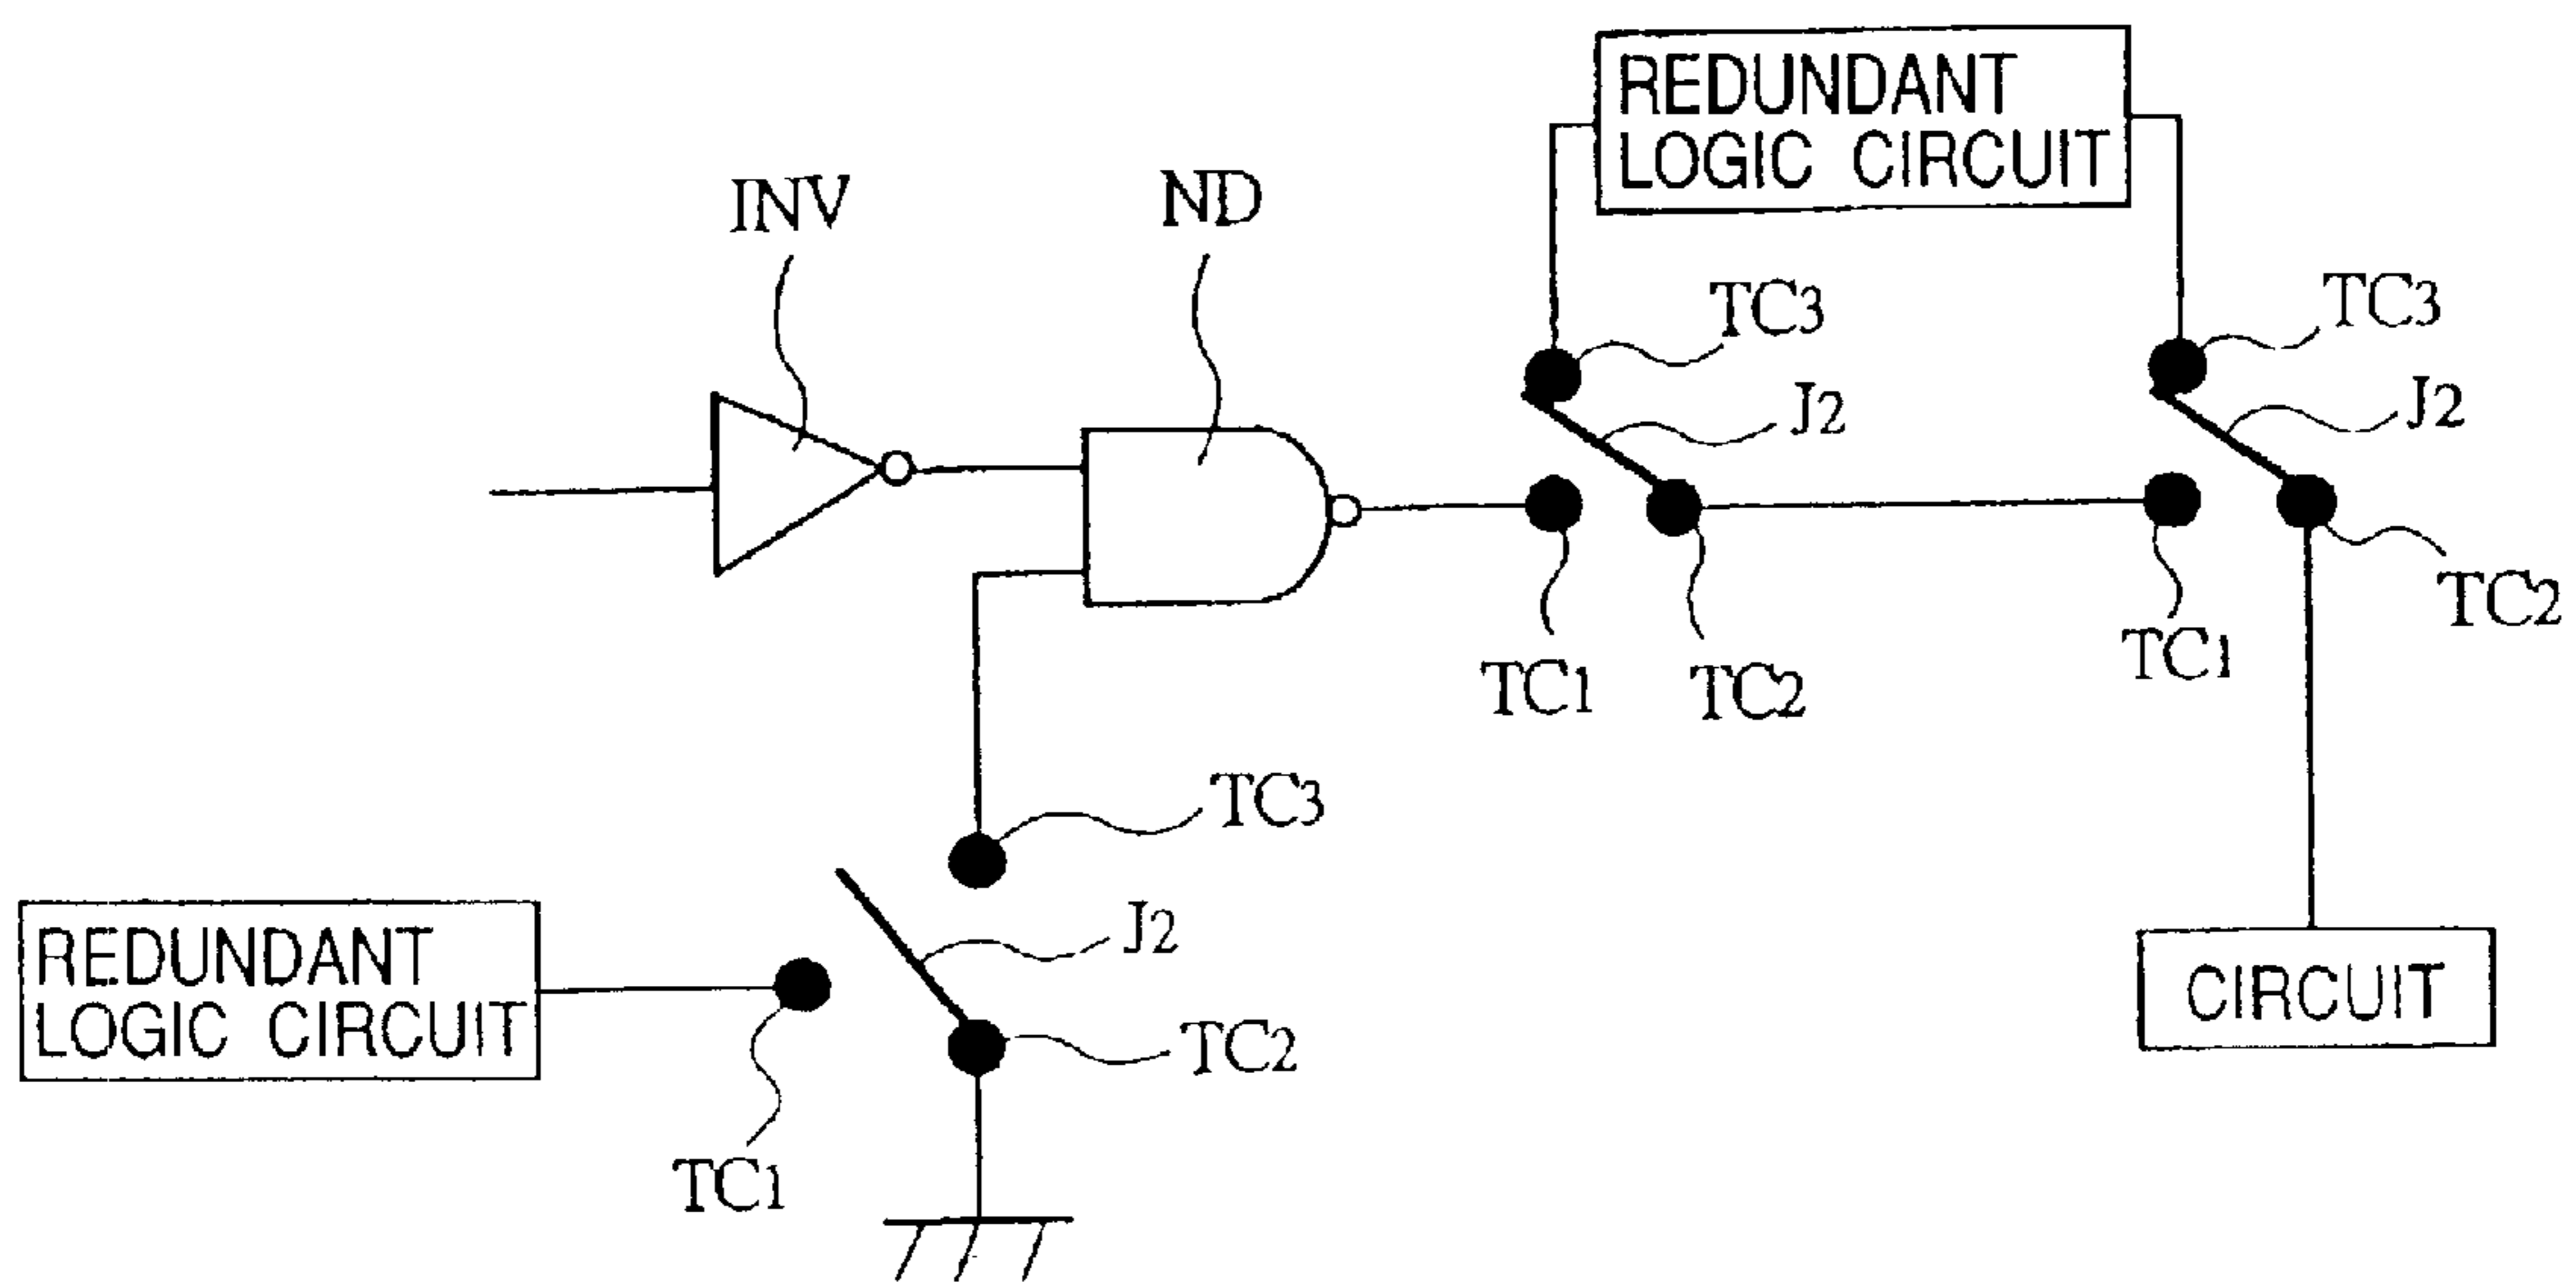 REDUNDANT
LOGIC CIRCUIT
INV
ND
TC3
TC3
J2
J2
TC2
TC1
TC1
TC2
TC3
REDUNDANT
LOGIC CIRCUIT
J2
CIRCUIT
TC2
TC1